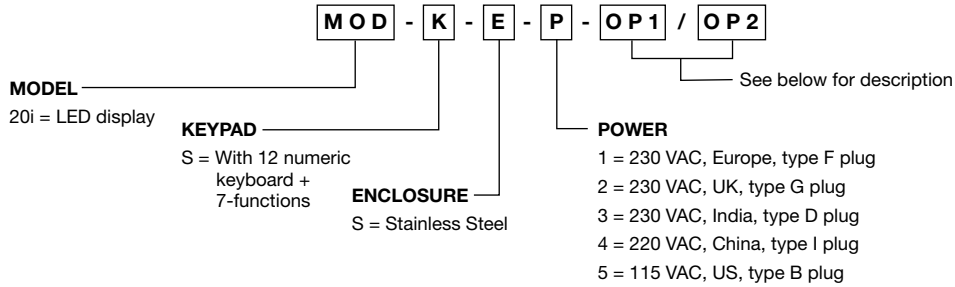 MOD - K - E - P - OP1 / OP2
See below for description
MODEL
20i = LED display
KEYPAD
S = With 12 numeric
keyboard +
7-functions
ENCLOSURE
S = Stainless Steel
POWER
1 = 230 VAC, Europe, type F plug
2 = 230 VAC, UK, type G plug
3 = 230 VAC, India, type D plug
4 = 220 VAC, China, type I plug
5 = 115 VAC, US, type B plug